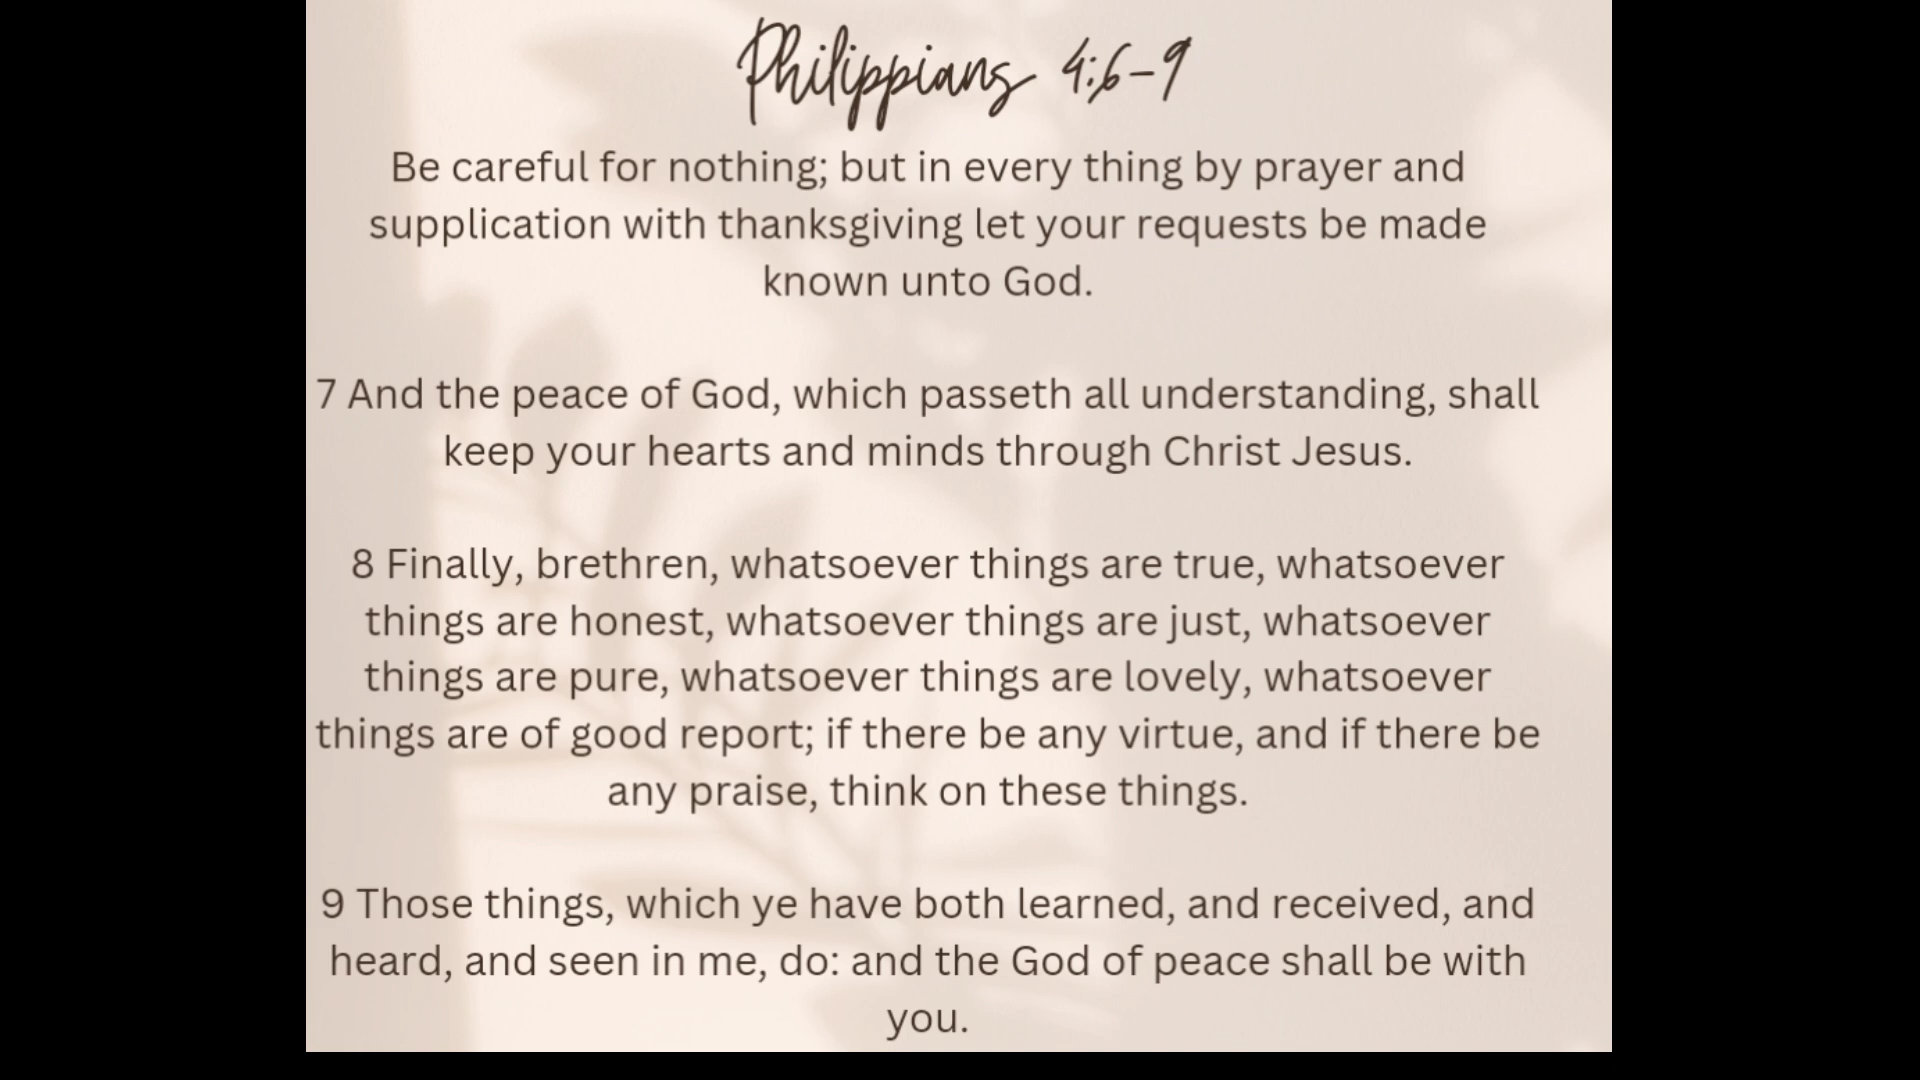 Philippians 4:6-9
Be careful for nothing; but in every thing by prayer and
supplication with thanksgiving let your requests be made
known unto God.
7 And the peace of God, which passeth all understanding, shall
keep your hearts and minds through Christ Jesus.
8 Finally, brethren, whatsoever things are true, whatsoever
things are honest, whatsoever things are just, whatsoever
things are pure, whatsoever things are lovely, whatsoever
things are of good report; if there be any virtue, and if there be
any praise, think on these things.
9 Those things, which ye have both learned, and received, and
heard, and seen in me, do: and the God of peace shall be with
you.